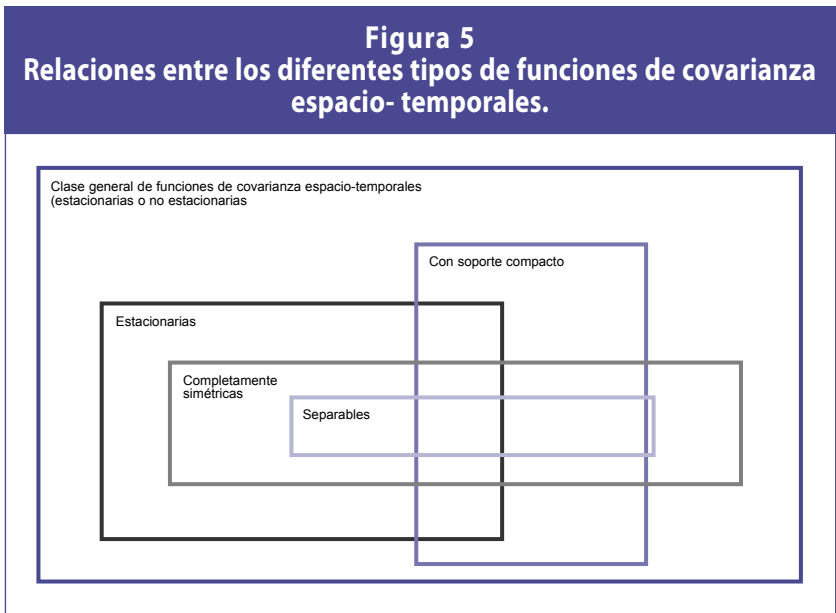 Figura 5
Relaciones entre los diferentes tipos de funciones de covarianza
espacio- temporales.
Clase general de funciones de covarianza espacio-temporales
(estacionarias o no estacionarias
Con soporte compacto
Estacionarias
Completamente
simétricas
Separables